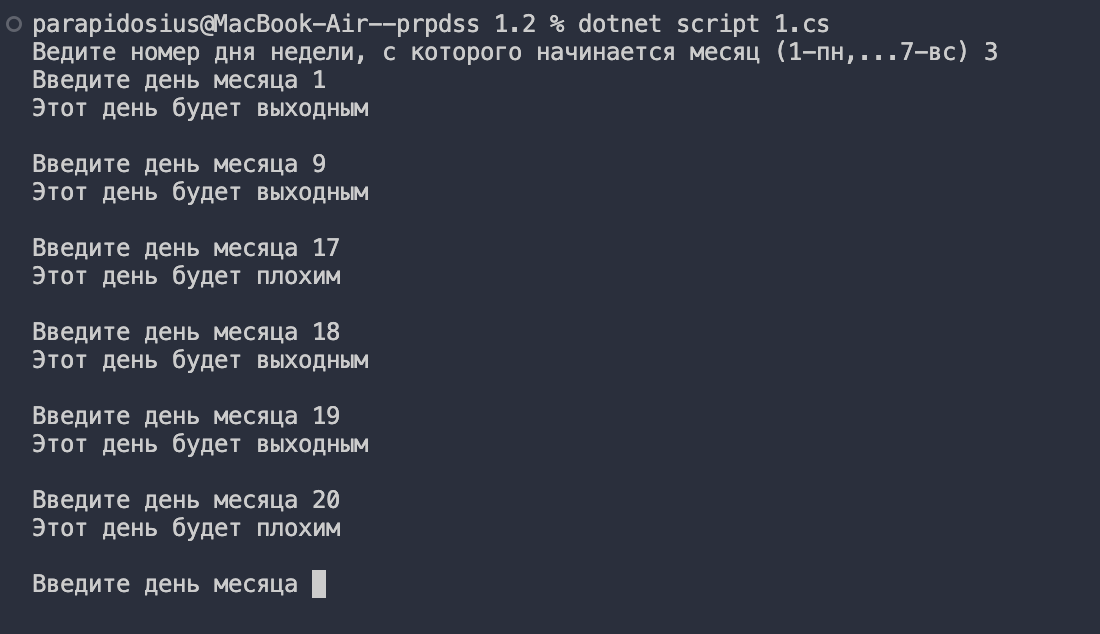 parapidosius@MacBook-Air--prpdss 1.2 % dotnet script 1.cs
Ведите номер дня недели, с которого начинается месяц (1-пн,...7-вс) 3
Введите день месяца 1
Этот день будет выходным
Введите день месяца 9
Этот день будет выходным
Введите день месяца 17
Этот день будет плохим
Введите день месяца 18
Этот день будет выходным
Введите день месяца 19
Этот день будет выходным
Введите день месяца 20
Этот день будет плохим
Введите день месяца